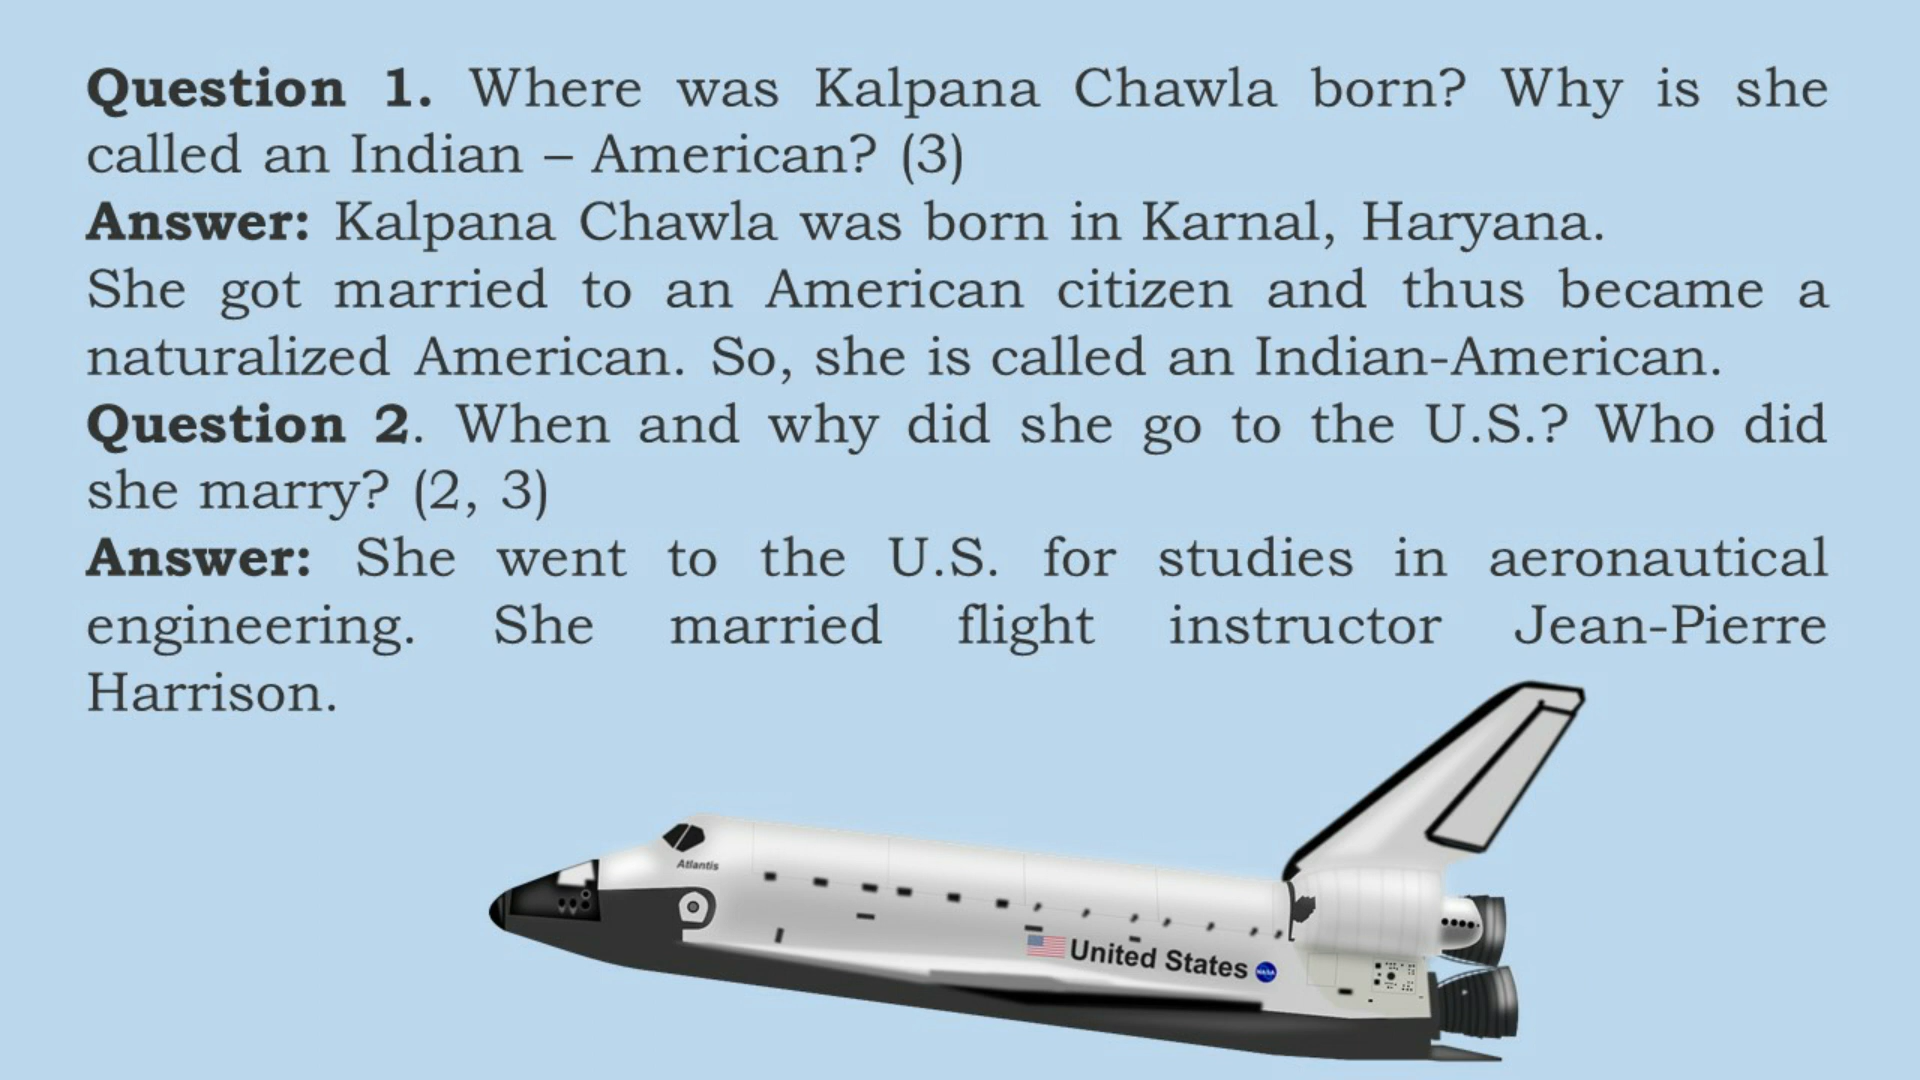 Question 1. Where was Kalpana Chawla born? Why is she
called an Indian – American? (3)
Answer: Kalpana Chawla was born in Karnal, Haryana.
She got married to an American citizen and thus became a
naturalized American. So, she is called an Indian-American.
Question 2. When and why did she go to the U.S.? Who did
she marry? (2, 3)
Answer: She went to the U.S. for studies in aeronautical
engineering. She married flight instructor Jean-Pierre
Harrison.
Atlantis
United States
NASA